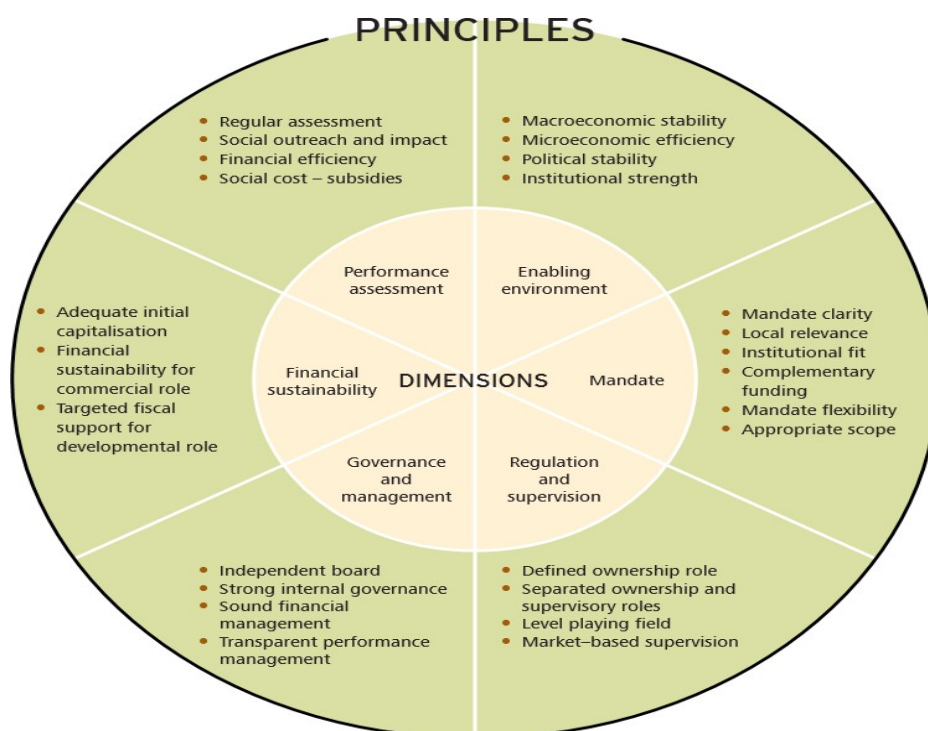 PRINCIPLES
• Regular assessment
• Social outreach and impact
• Financial efficiency
• Social cost – subsidies
• Macroeconomic stability
• Microeconomic efficiency
• Political stability
• Institutional strength
Performance
assessment
Enabling
environment
• Adequate initial
capitalisation
• Financial
sustainability for
commercial role
• Targeted fiscal
support for
developmental role
Financial
sustainability
DIMENSIONS
Mandate
• Mandate clarity
• Local relevance
• Institutional fit
• Complementary
funding
• Mandate flexibility
• Appropriate scope
Governance
and
management
Regulation
and
supervision
• Independent board
• Strong internal governance
• Sound financial
management
• Transparent performance
management
• Defined ownership role
• Separated ownership and
supervisory roles
• Level playing field
• Market–based supervision